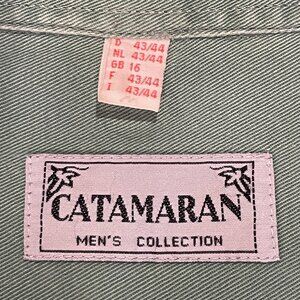 D 43/44
NL 43/44
GB 16
F 43/44
I 43/44
CATAMARAN
MEN'S COLLECTION